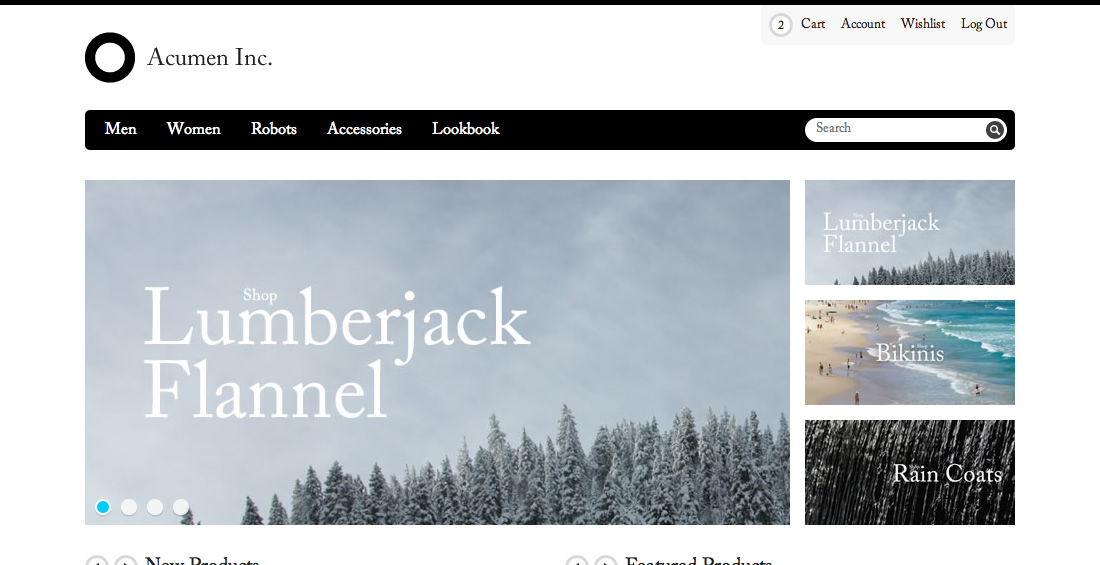 2 Cart Account Wishlist Log Out
Acumen Inc.
Men Women Robots Accessories Lookbook
Search
Shop
Lumberjack
Flannel
Lumberjack
Flannel
Bikinis
Rain Coats
New Products
Featured Products